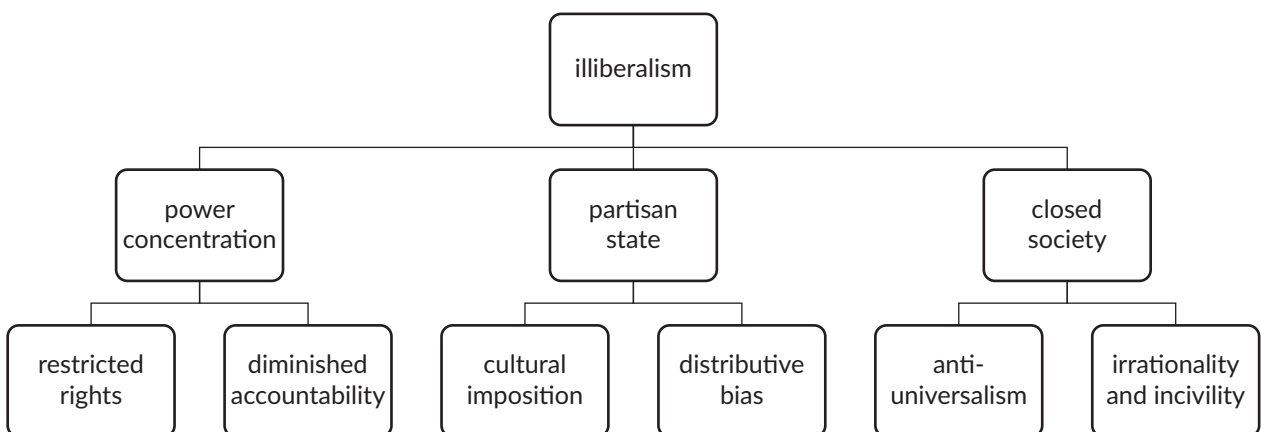 illiberalism
power
concentration
partisan
state
closed
society
restricted
rights
diminished
accountability
cultural
imposition
distributive
bias
anti-
universalism
irrationality
and incivility